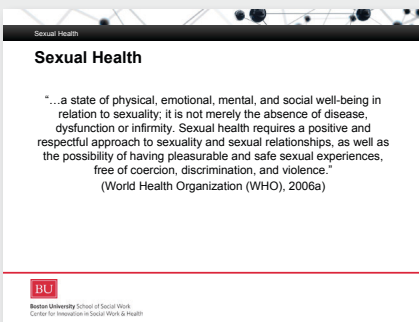 Sexual Health
Sexual Health
“…a state of physical, emotional, mental, and social well-being in
relation to sexuality; it is not merely the absence of disease,
dysfunction or infirmity. Sexual health requires a positive and
respectful approach to sexuality and sexual relationships, as well as
the possibility of having pleasurable and safe sexual experiences,
free of coercion, discrimination, and violence.”
(World Health Organization (WHO), 2006a)
BU
Boston University School of Social Work
Center for Innovation in Social Work & Health